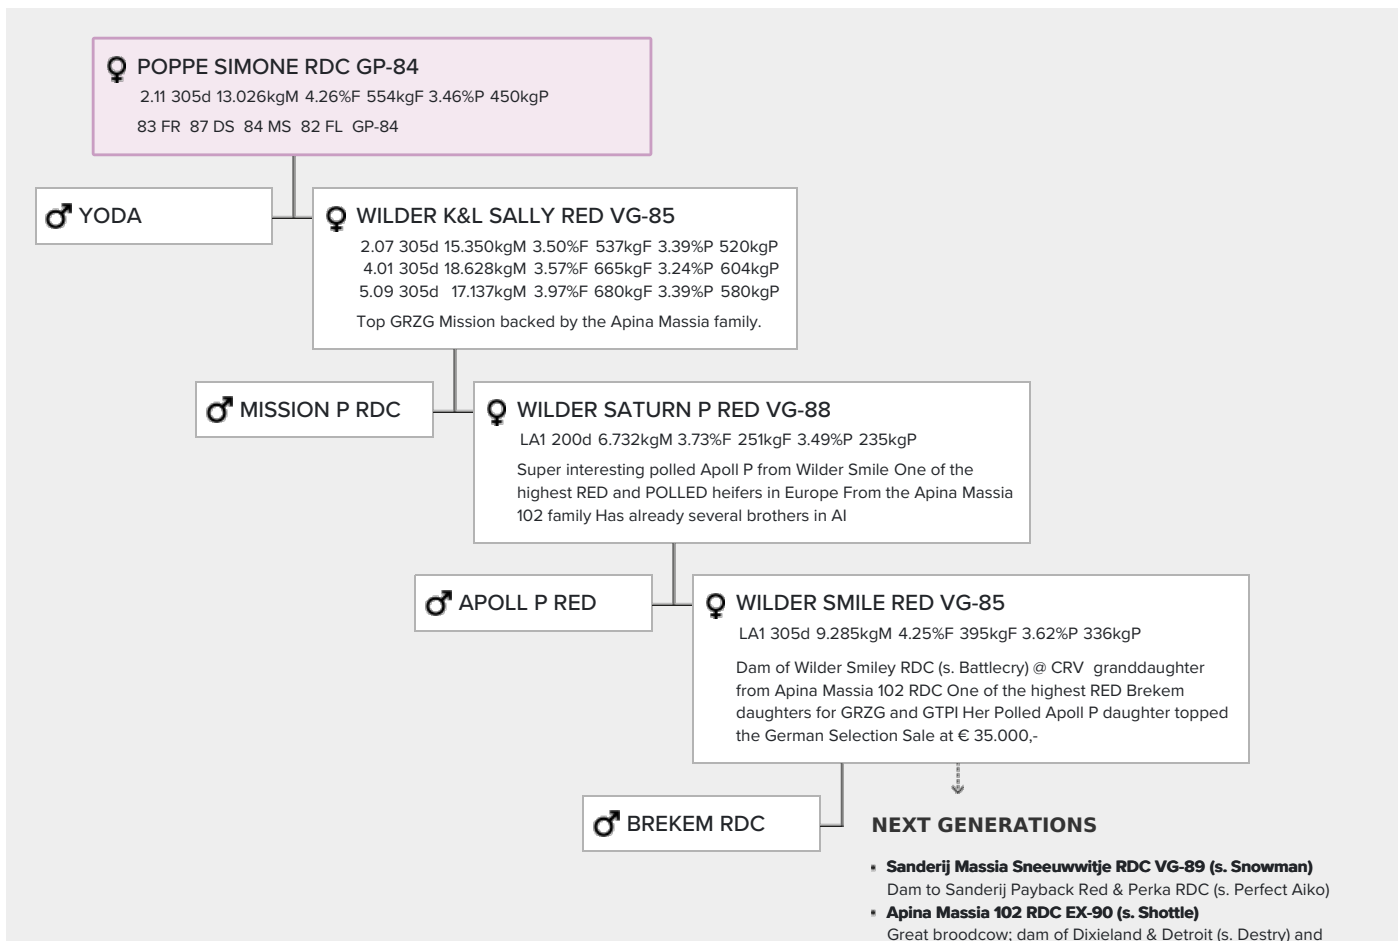 POPPE SIMONE RDC GP-84
2.11 305d 13.026kgM 4.26%F 554kgF 3.46%P 450kgP
83 FR 87 DS 84 MS 82 FL GP-84
YODA
WILDER K&L SALLY RED VG-85
2.07 305d 15.350kgM 3.50%F 537kgF 3.39%P 520kgP
4.01 305d 18.628kgM 3.57%F 665kgF 3.24%P 604kgP
5.09 305d 17.137kgM 3.97%F 680kgF 3.39%P 580kgP
Top GRZG Mission backed by the Apina Massia family.
MISSION P RDC
WILDER SATURN P RED VG-88
LA1 200d 6.732kgM 3.73%F 251kgF 3.49%P 235kgP
Super interesting polled Apoll P from Wilder Smile One of the
highest RED and POLLED heifers in Europe From the Apina Massia
102 family Has already several brothers in AI
APOLL P RED
WILDER SMILE RED VG-85
LA1 305d 9.285kgM 4.25%F 395kgF 3.62%P 336kgP
Dam of Wilder Smiley RDC (s. Battlecry) @ CRV granddaughter
from Apina Massia 102 RDC One of the highest RED Brekem
daughters for GRZG and GTPI Her Polled Apoll P daughter topped
the German Selection Sale at € 35.000,-
BREKEM RDC
NEXT GENERATIONS
▪ Sanderij Massia Sneeuwwitje RDC VG-89 (s. Snowman)
Dam to Sanderij Payback Red & Perka RDC (s. Perfect Aiko)
▪ Apina Massia 102 RDC EX-90 (s. Shottle)
Great broodcow; dam of Dixieland & Detroit (s. Destry) and